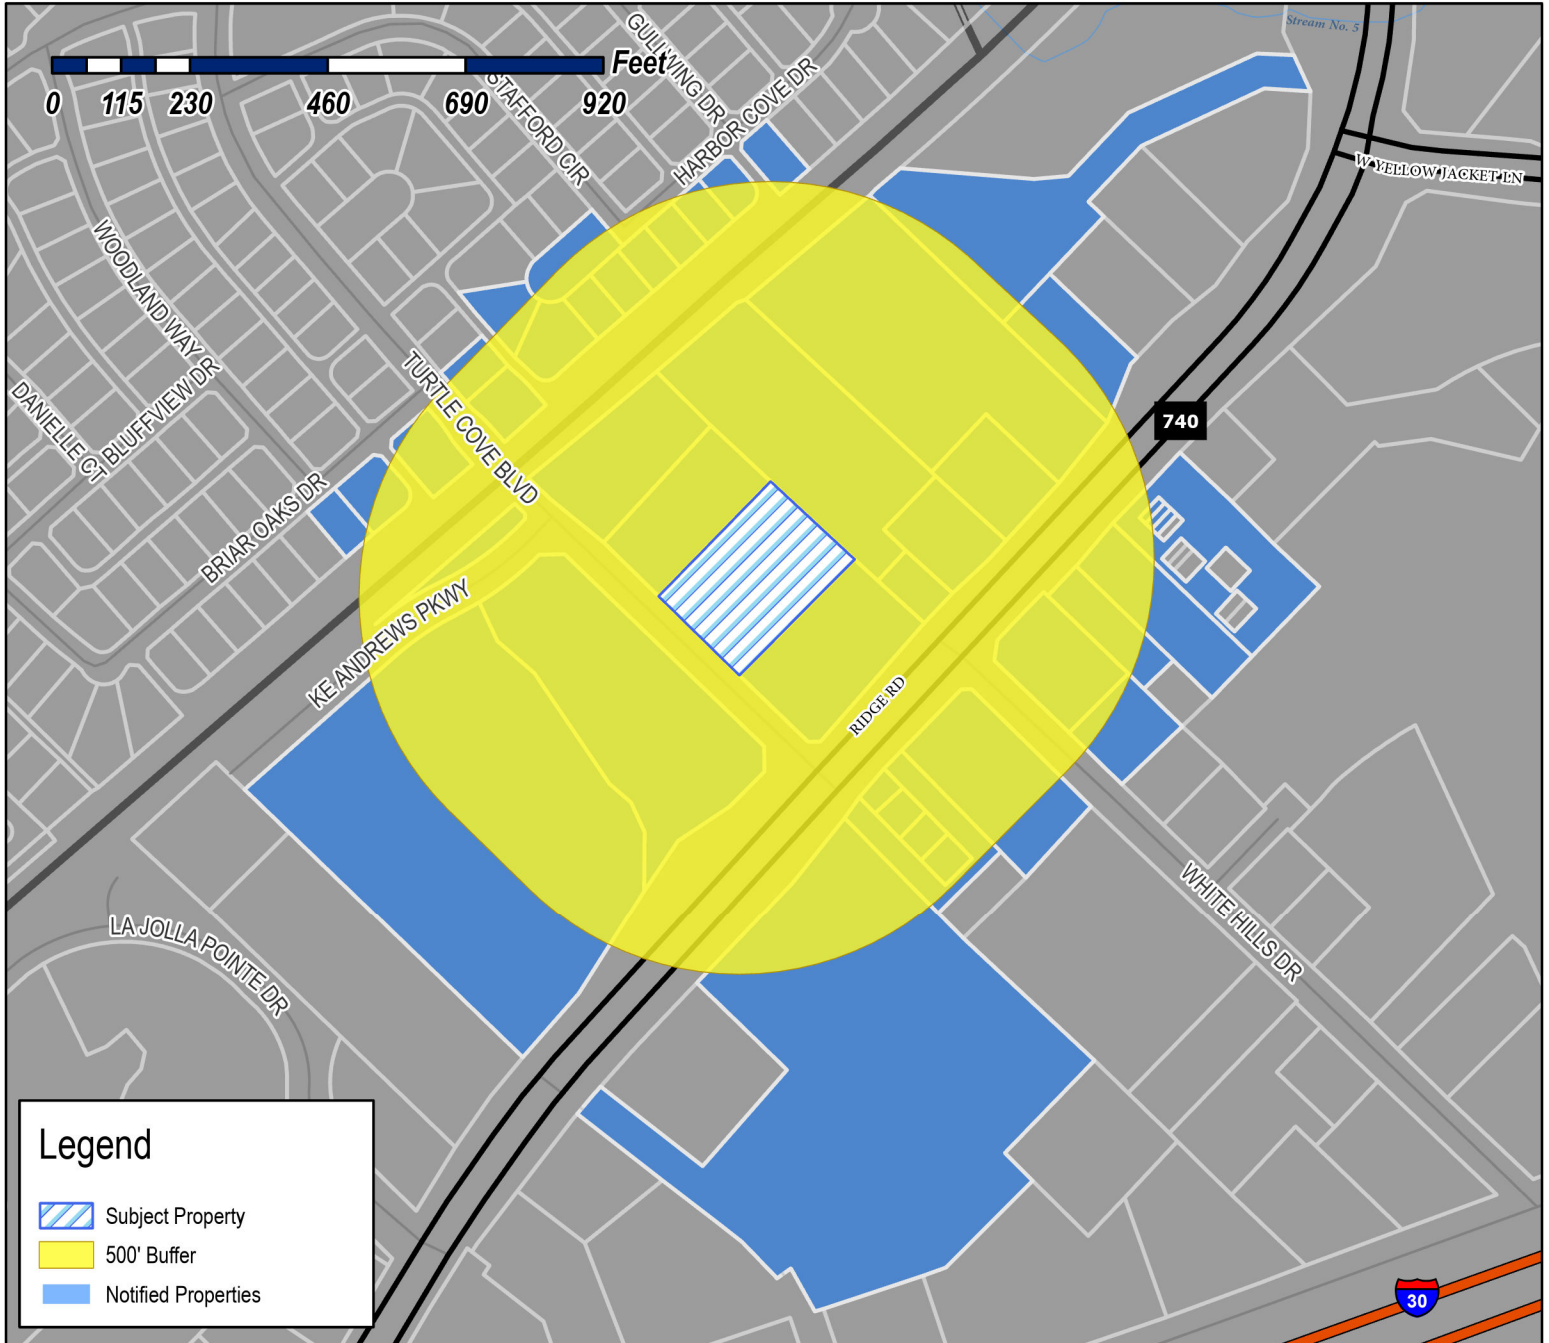 Stream No. 5
GULLWING DR
Feet
HARBOR COVE DR
STAFFORD CIR
0 115 230 460 690 920
W YELLOW JACKET LN
WOODLAND WAY
740
BLUFFVIEW DR
TURTLE COVE BLVD
DANIELLE CT
BRIAR OAKS DR
KE ANDREWS PKWY
RIDGE RD
WHITE HILLS DR
LA JOLLA POINTE DR
Legend
Subject Property
500' Buffer
Notified Properties
30